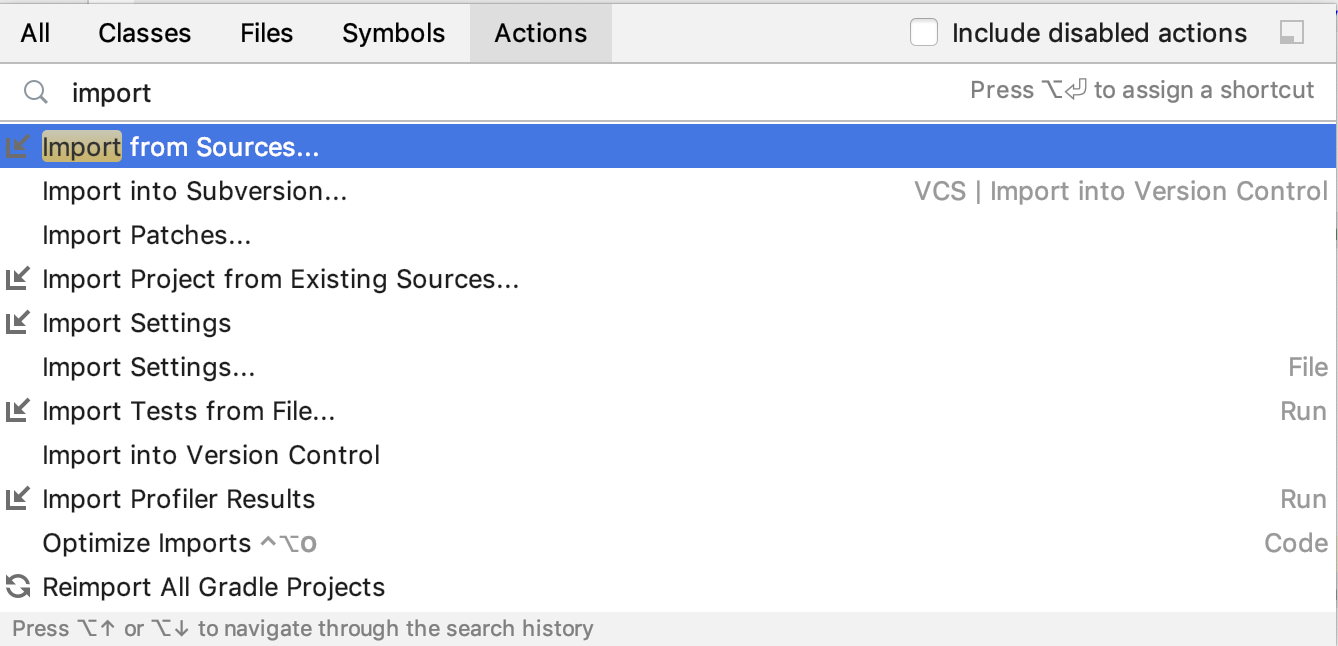 All Classes Files Symbols Actions Include disabled actions
import Press ⌥⏎ to assign a shortcut
Import from Sources...
Import into Subversion... VCS | Import into Version Control
Import Patches...
Import Project from Existing Sources...
Import Settings
Import Settings... File
Import Tests from File... Run
Import into Version Control
Import Profiler Results Run
Optimize Imports ^⌥O Code
Reimport All Gradle Projects
Press ⌥↑ or ⌥↓ to navigate through the search history